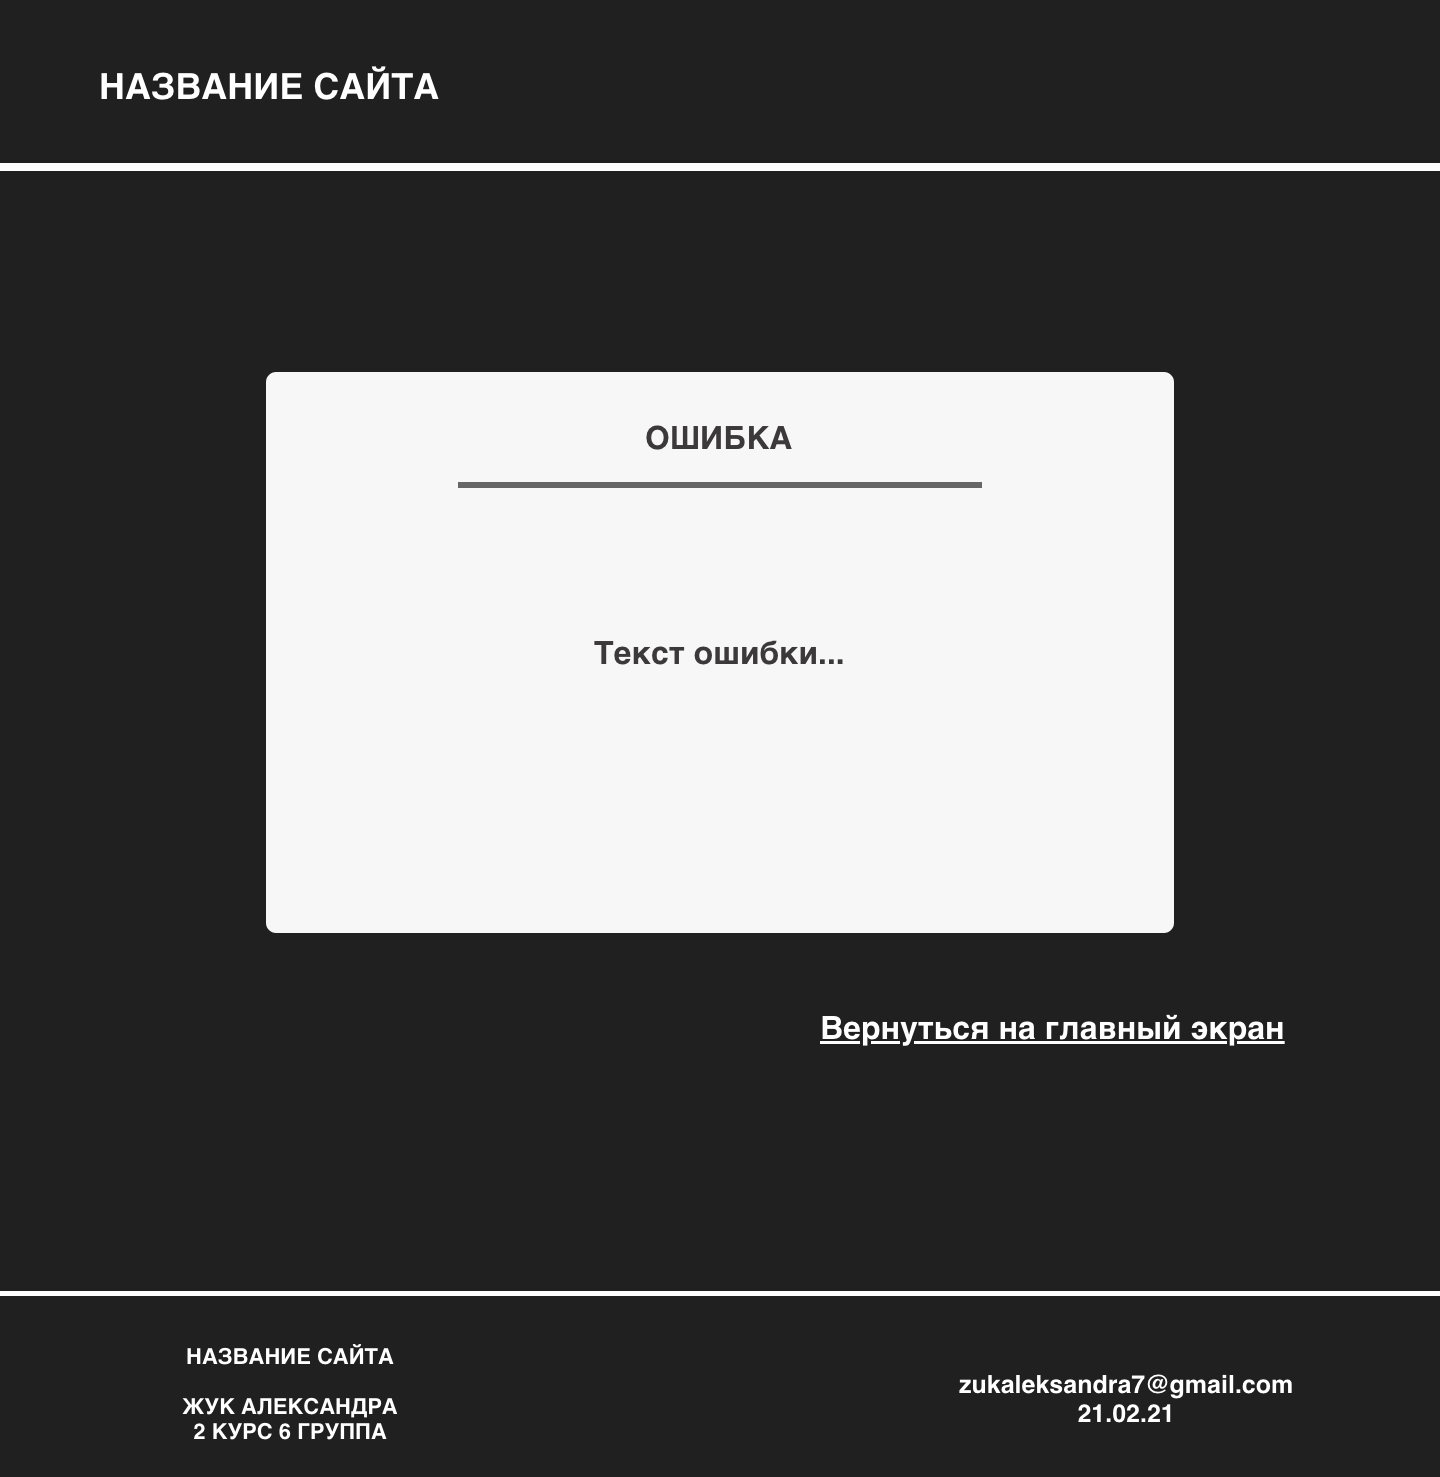 НАЗВАНИЕ САЙТА
ОШИБКА
Текст ошибки...
Вернуться на главный экран
НАЗВАНИЕ САЙТА
ЖУК АЛЕКСАНДРА
2 КУРС 6 ГРУППА
zukaleksandra7@gmail.com
21.02.21